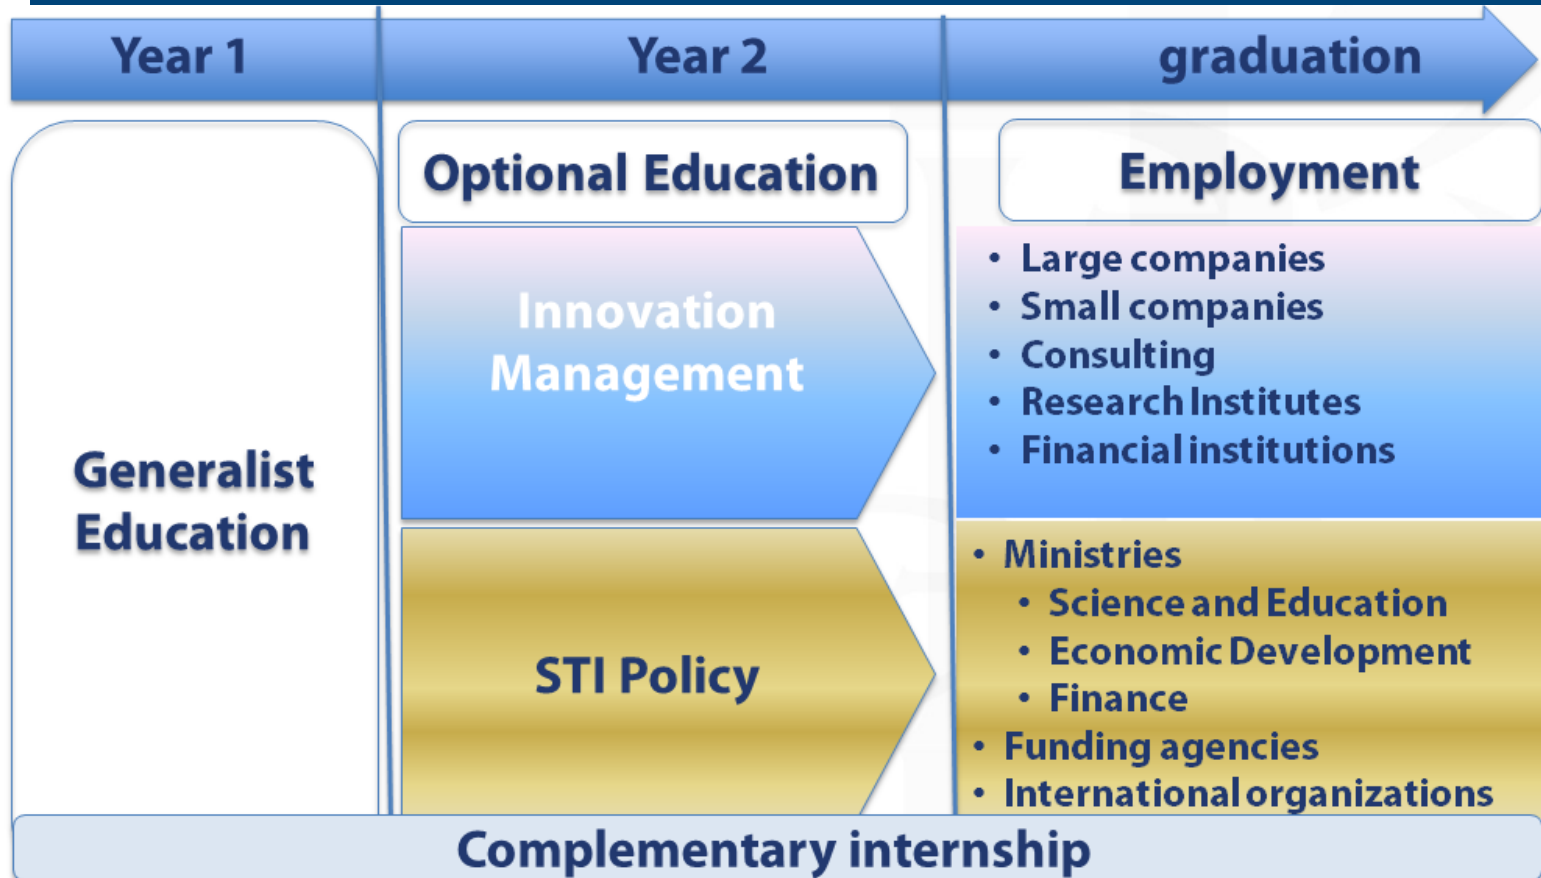 Year 1
Year 2
graduation
Generalist
Education
Optional Education
Innovation
Management
STI Policy
Employment
• Large companies
• Small companies
• Consulting
• Research Institutes
• Financial institutions
• Ministries
• Science and Education
• Economic Development
• Finance
• Funding agencies
• International organizations
Complementary internship